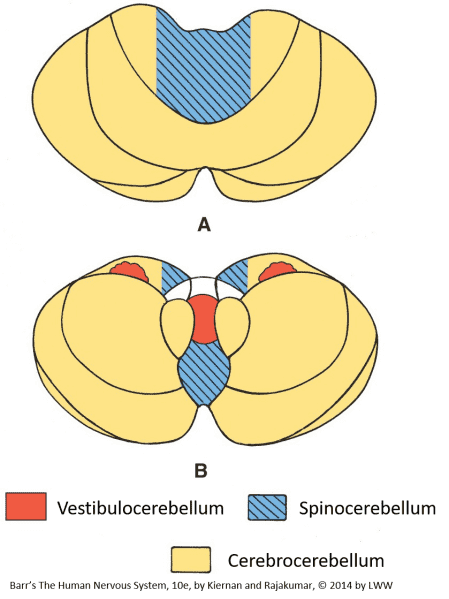 A
B
Vestibulocerebellum
Spinocerebellum
Cerebrocerebellum
Barr's The Human Nervous System, 10e, by Kiernan and Rajakumar, © 2014 by LWW